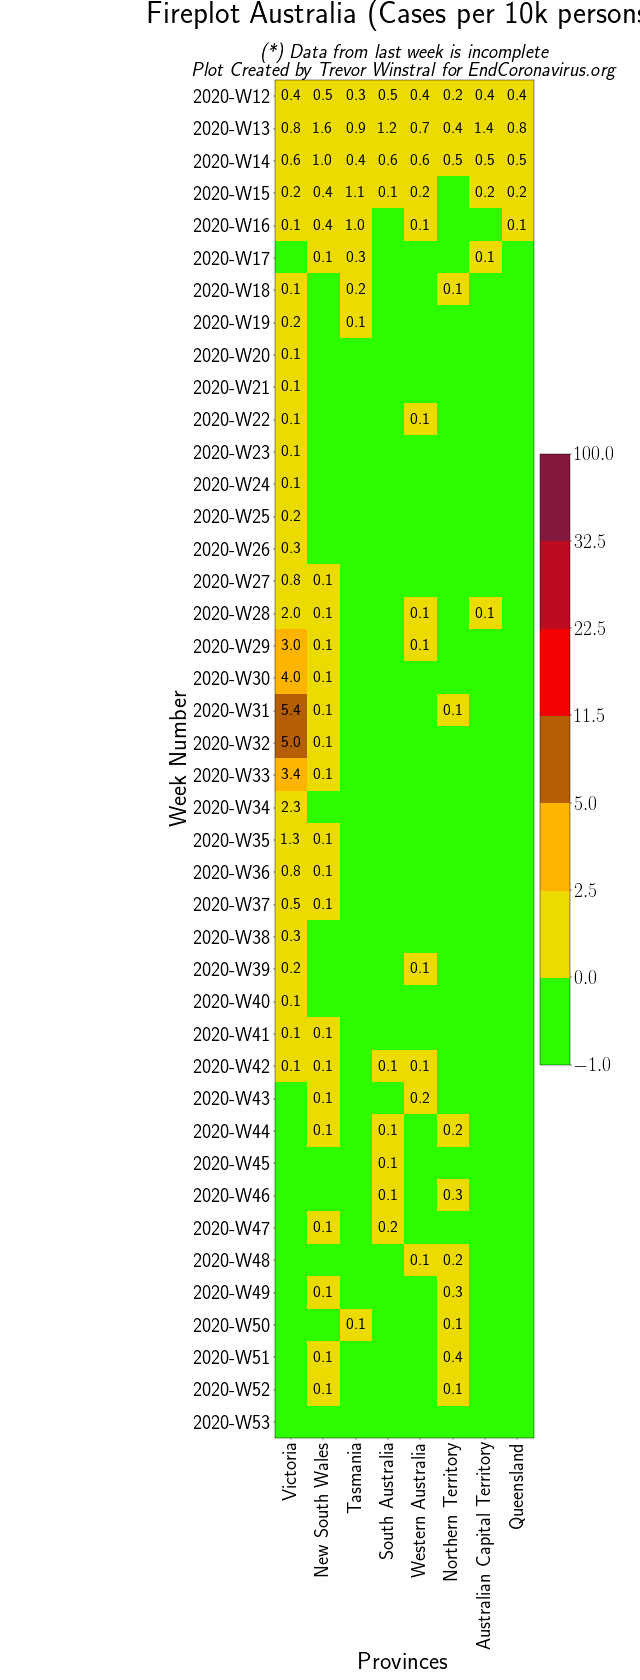 Fireplot Australia (Cases per 10k persons
(*) Data from last week is incomplete
Plot Created by Trevor Winstral for EndCoronavirus.org
2020-W12 0.4 0.5 0.3 0.5 0.4 0.2 0.4 0.4
2020-W13 0.8 1.6 0.9 1.2 0.7 0.4 1.4 0.8
2020-W14 0.6 1.0 0.4 0.6 0.6 0.5 0.5 0.5
2020-W15 0.2 0.4 1.1 0.1 0.2 0.2 0.2
2020-W16 0.1 0.4 1.0 0.1 0.1
2020-W17 0.1 0.3 0.1
2020-W18 0.1 0.2 0.1
2020-W19 0.2 0.1
2020-W20 0.1
2020-W21 0.1
2020-W22 0.1 0.1
2020-W23 0.1
2020-W24 0.1
2020-W25 0.2
2020-W26 0.3
2020-W27 0.8 0.1
2020-W28 2.0 0.1 0.1 0.1
2020-W29 3.0 0.1 0.1
2020-W30 4.0 0.1
2020-W31 5.4 0.1 0.1
2020-W32 5.0 0.1
2020-W33 3.4 0.1
2020-W34 2.3
2020-W35 1.3 0.1
2020-W36 0.8 0.1
2020-W37 0.5 0.1
2020-W38 0.3
2020-W39 0.2 0.1
2020-W40 0.1
2020-W41 0.1 0.1
2020-W42 0.1 0.1 0.1 0.1
2020-W43 0.1 0.2
2020-W44 0.1 0.1 0.2
2020-W45 0.1
2020-W46 0.1 0.3
2020-W47 0.1 0.2
2020-W48 0.1 0.2
2020-W49 0.1 0.3
2020-W50 0.1 0.1
2020-W51 0.1 0.4
2020-W52 0.1 0.1
2020-W53
Week Number
100.0
32.5
22.5
11.5
5.0
2.5
0.0
−1.0
Victoria
New South Wales
Tasmania
South Australia
Western Australia
Northern Territory
Australian Capital Territory
Queensland
Provinces